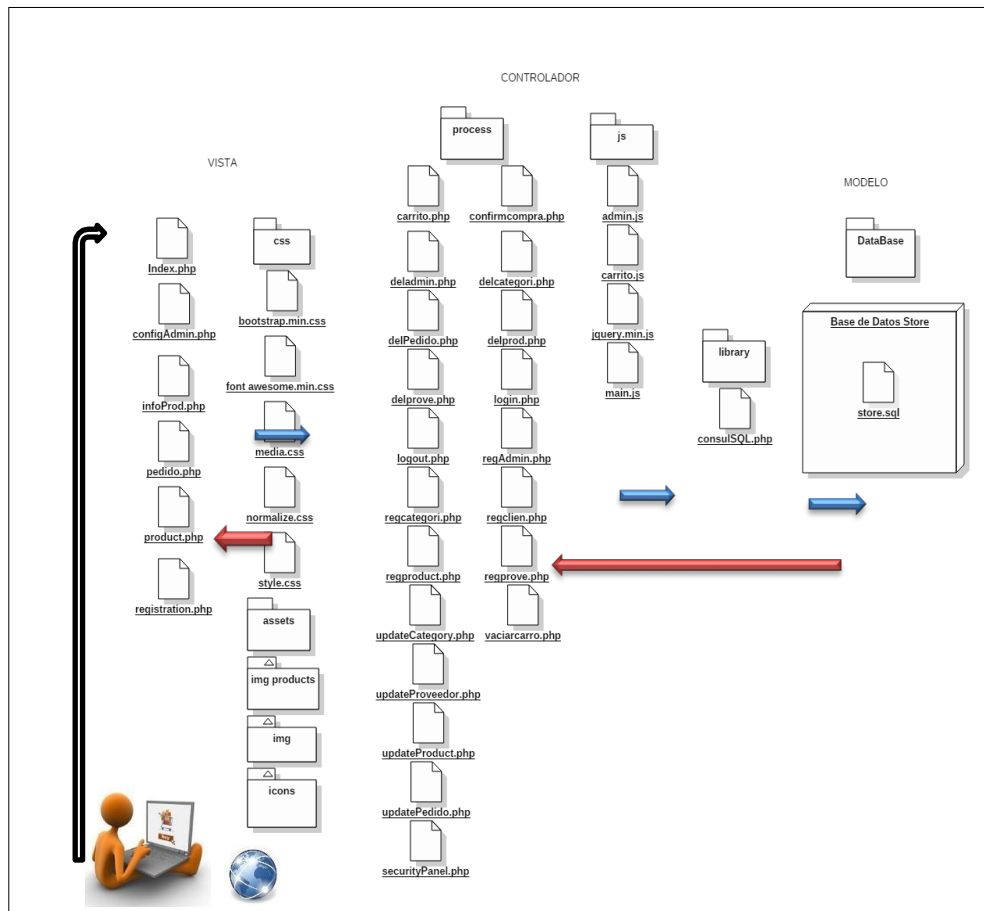 CONTROLADOR
process
js
VISTA
MODELO
carrito.php
confirmcompra.php
admin.js
css
DataBase
Index.php
deladmin.php
delcategori.php
carrito.js
bootstrap.min.css
Base de Datos Store
configAdmin.php
delPedido.php
delprod.php
jquery.min.js
library
font awesome.min.css
main.js
infoProd.php
delprove.php
login.php
store.sql
consulSQL.php
media.css
logout.php
regAdmin.php
pedido.php
normalize.css
regcategori.php
regclien.php
product.php
style.css
regproduct.php
regprove.php
registration.php
assets
updateCategory.php
vaciarcarro.php
img products
updateProveedor.php
img
updateProduct.php
icons
updatePedido.php
securityPanel.php